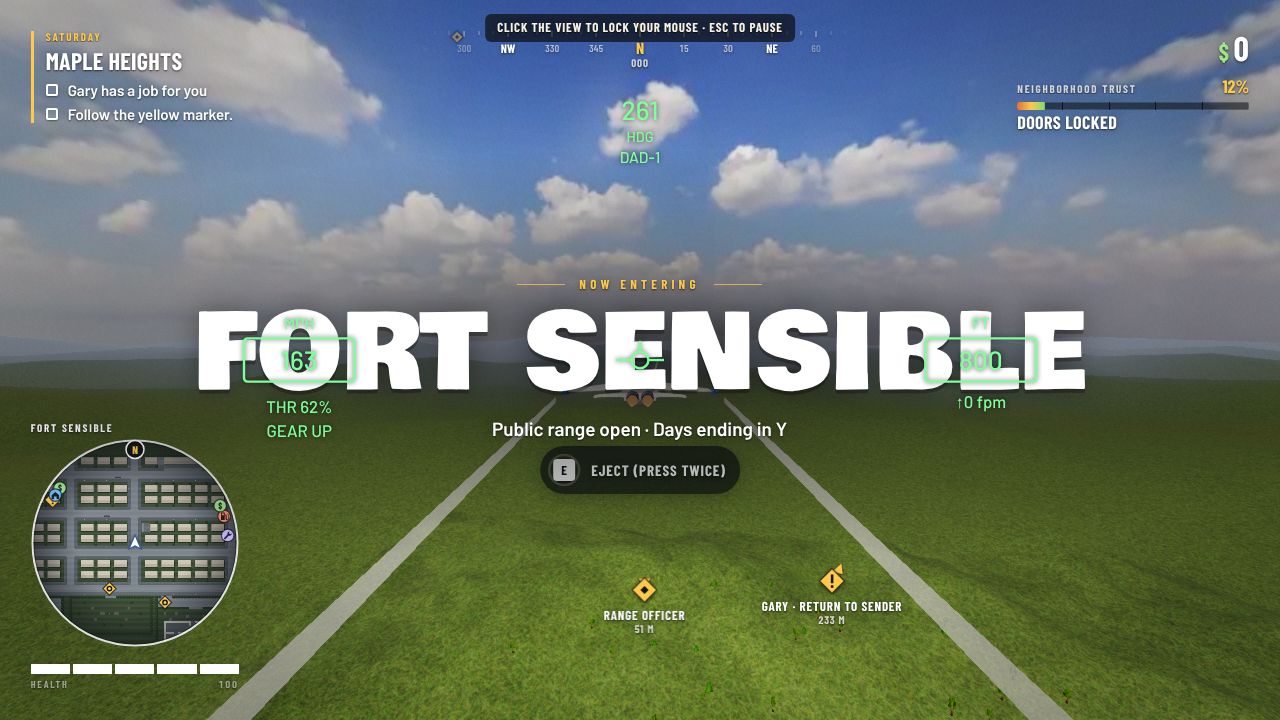 CLICK THE VIEW TO LOCK YOUR MOUSE · ESC TO PAUSE
300 NW 330 345 N 15 30 NE 60
000
SATURDAY
MAPLE HEIGHTS
Gary has a job for you
Follow the yellow marker.
$ 0
NEIGHBORHOOD TRUST 12%
DOORS LOCKED
261
HDG
DAD-1
NOW ENTERING
FORT SENSIBLE
MPH
163
THR 62%
GEAR UP
FT
800
↑0 fpm
Public range open · Days ending in Y
E EJECT (PRESS TWICE)
FORT SENSIBLE
N
RANGE OFFICER
51 M
GARY · RETURN TO SENDER
233 M
HEALTH 100